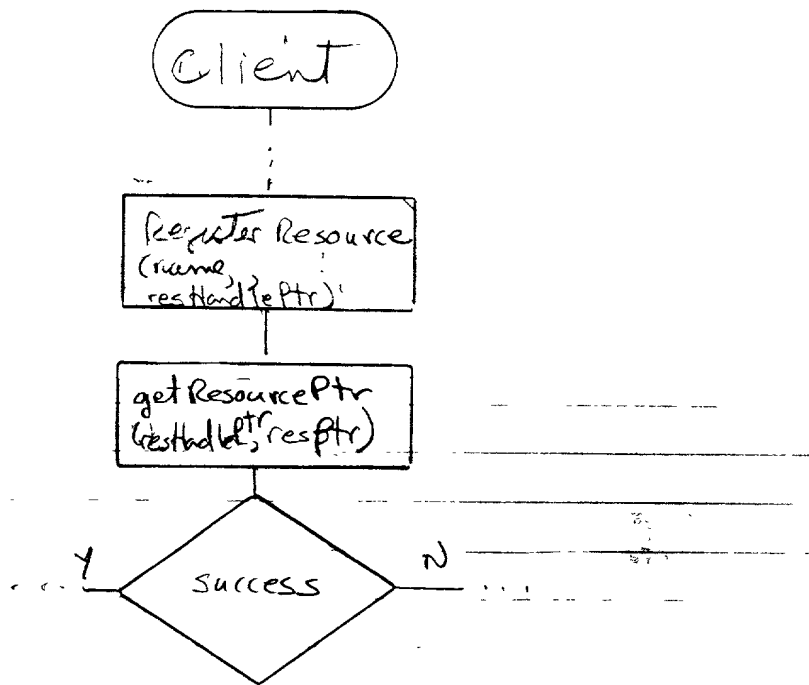 Client
Register Resource
(name,
resHandlePtr)
getResourcePtr
(resHandlePtr, resptr)
Y
success
N